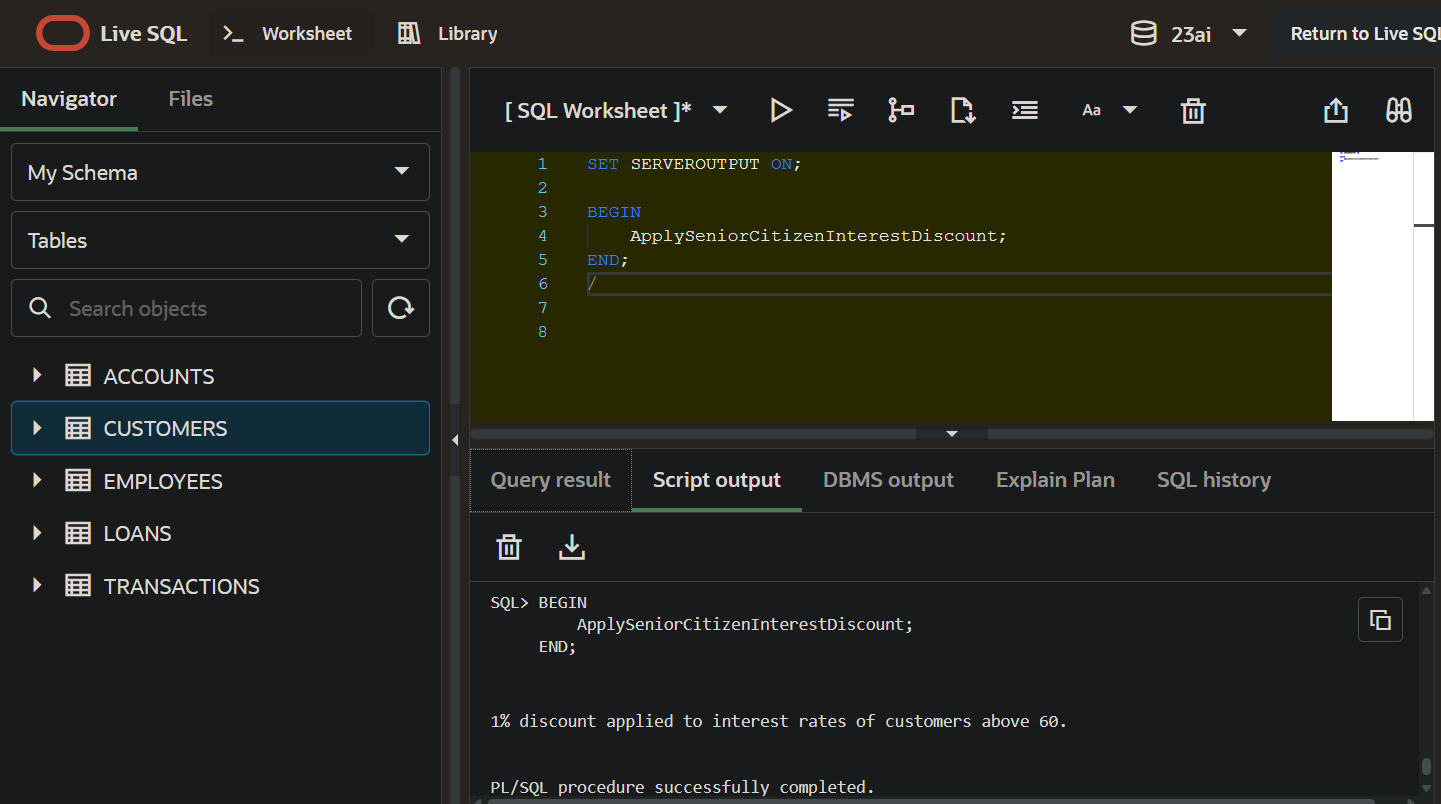 Live SQL
>_ Worksheet
Library
23ai
Return to Live SQL
Navigator
Files
My Schema
Tables
Search objects
ACCOUNTS
CUSTOMERS
EMPLOYEES
LOANS
TRANSACTIONS
[ SQL Worksheet ]*
Aa
1 SET SERVEROUTPUT ON;
2
3 BEGIN
4 ApplySeniorCitizenInterestDiscount;
5 END;
6 /
7
8
Query result
Script output
DBMS output
Explain Plan
SQL history
SQL> BEGIN
ApplySeniorCitizenInterestDiscount;
END;
1% discount applied to interest rates of customers above 60.
PL/SQL procedure successfully completed.